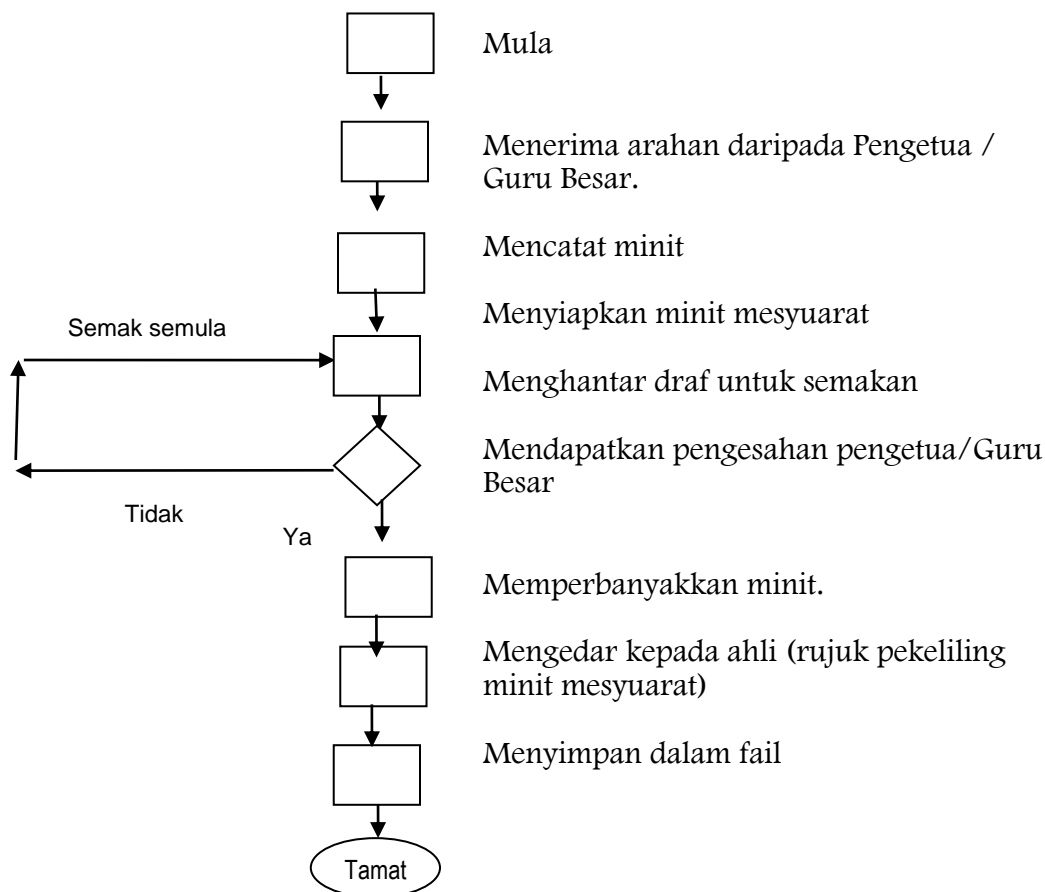 Mula
Menerima arahan daripada Pengetua /
Guru Besar.
Mencatat minit
Menyiapkan minit mesyuarat
Semak semula
Menghantar draf untuk semakan
Mendapatkan pengesahan pengetua/Guru
Besar
Tidak
Ya
Memperbanyakkan minit.
Mengedar kepada ahli (rujuk pekeliling
minit mesyuarat)
Menyimpan dalam fail
Tamat